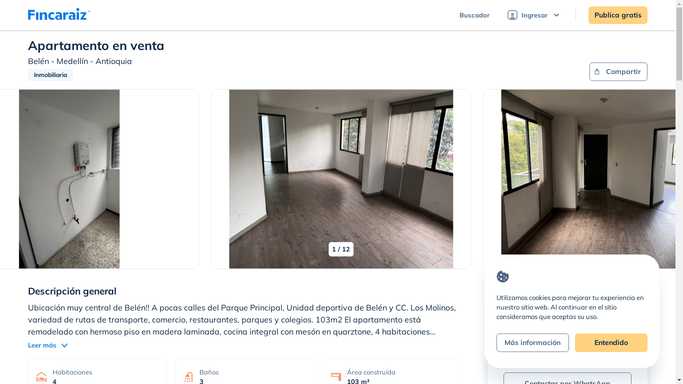 Fincaraiz
Buscador
Ingresar
Publica gratis
Apartamento en venta
Belén - Medellín - Antioquia
Inmobiliaria
Compartir
1 / 12
Descripción general
Ubicación muy central de Belén!! A pocas calles del Parque Principal, Unidad deportiva de Belén y CC. Los Molinos,
variedad de rutas de transporte, comercio, restaurantes, parques y colegios. 103m2 El apartamento está
remodelado con hermoso piso en madera laminada, cocina integral con mesón en quarztone, 4 habitaciones...
Leer más
Habitaciones
4
Baños
3
Área construida
103 m²
Utilizamos cookies para mejorar tu experiencia en
nuestro sitio web. Al continuar en el sitio
consideramos que aceptas su uso.
Más información
Entendido
Contactar por WhatsApp